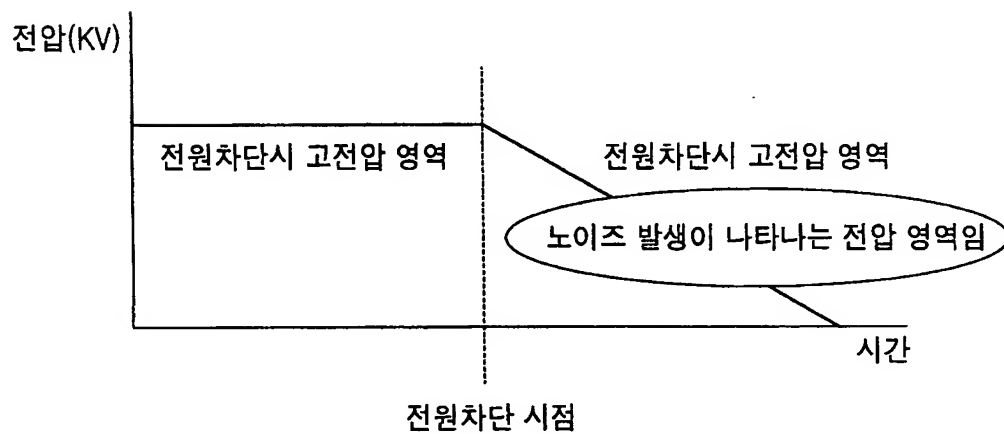 전압(KV)
전원차단시 고전압 영역
전원차단시 고전압 영역
노이즈 발생이 나타나는 전압 영역임
시간
전원차단 시점